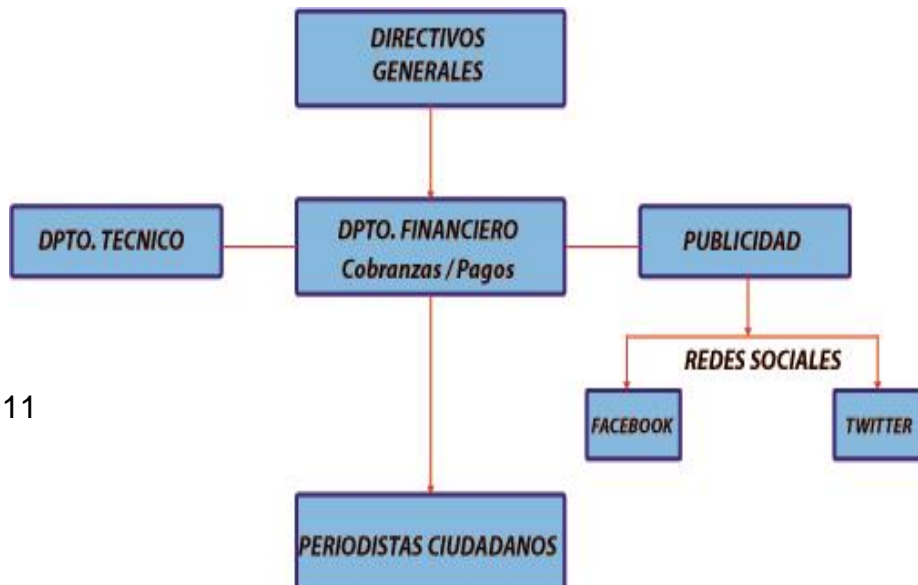 DIRECTIVOS
GENERALES
DPTO. TECNICO
DPTO. FINANCIERO
Cobranzas / Pagos
PUBLICIDAD
REDES SOCIALES
FACEBOOK
TWITTER
11
PERIODISTAS CIUDADANOS